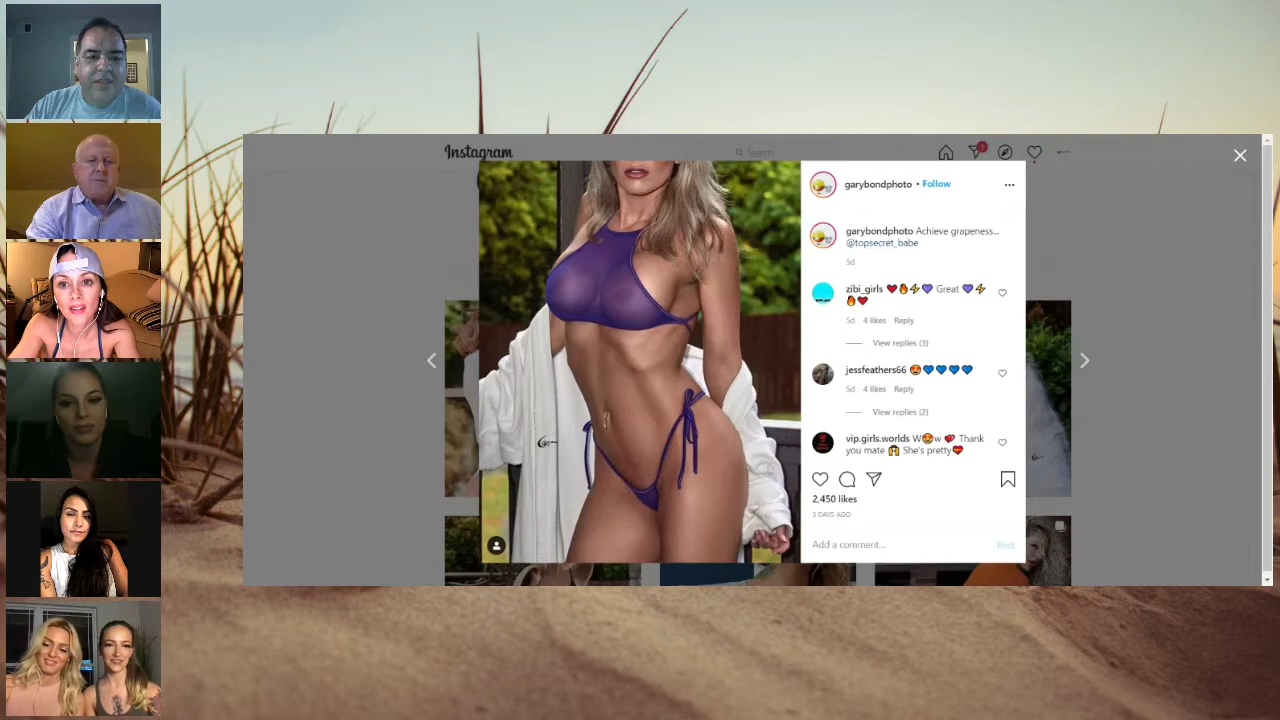 Instagram
Search
1
garybondphoto • Follow
garybondphoto Achieve grapeness...
@topsecret_babe
5d
zibi_girls ❤️🔥⚡💜 Great 💜⚡
🔥❤️
5d 4 likes Reply
View replies (3)
jessfeathers66 😍💙💙💙💙
5d 4 likes Reply
View replies (2)
vip.girls.worlds W😍w 💝 Thank
you mate 🙌 She's pretty💝
2,450 likes
5 DAYS AGO
Add a comment...
Post